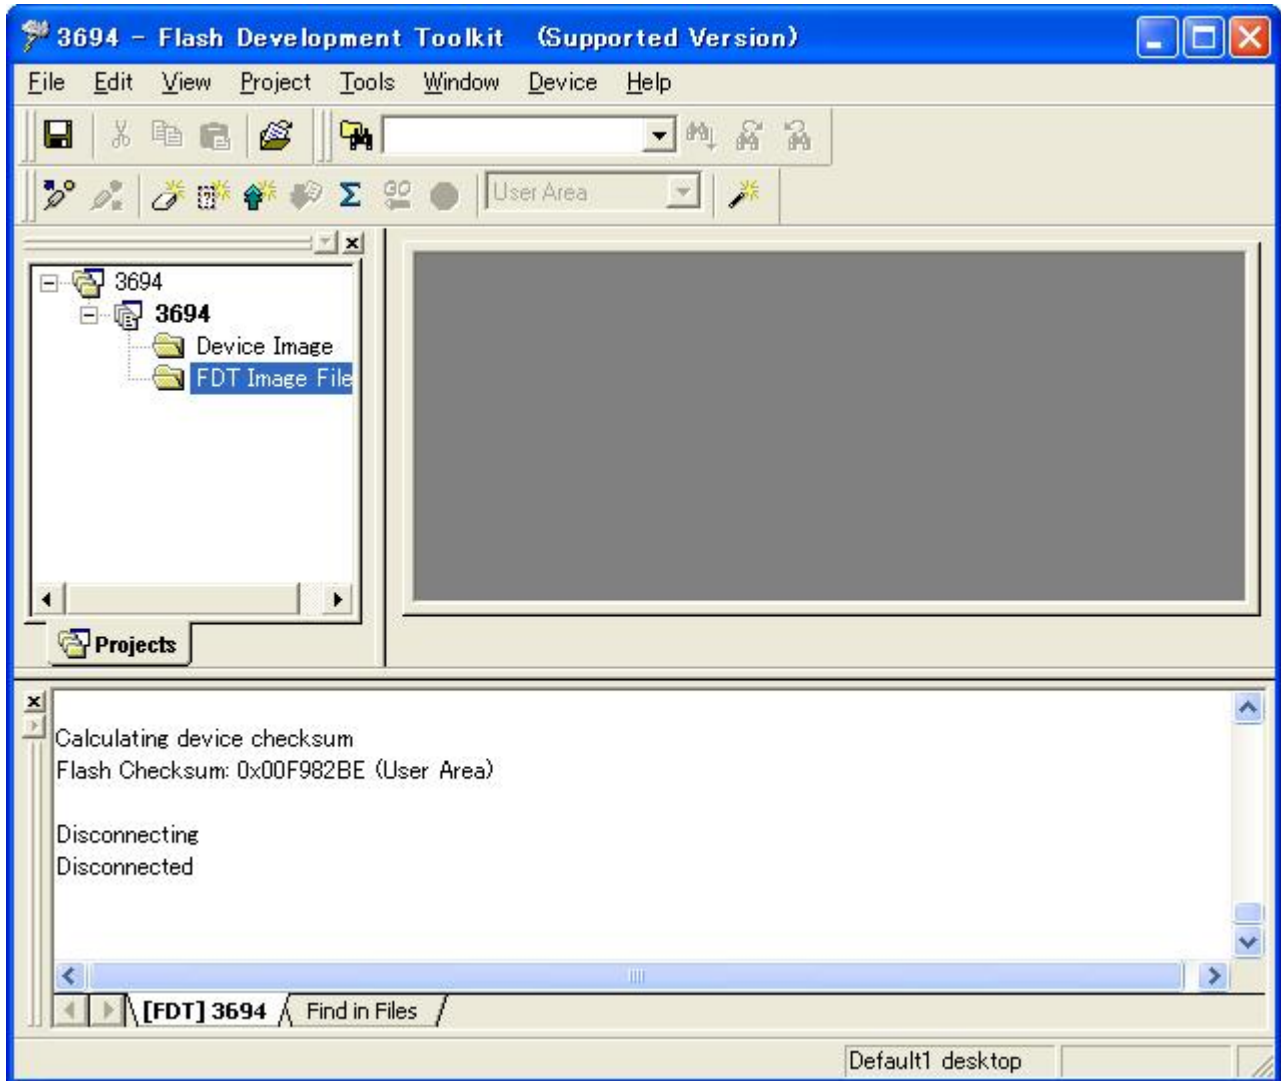 3694 - Flash Development Toolkit (Supported Version)
File Edit View Project Tools Window Device Help
User Area
3694
3694
Device Image
FDT Image File
Projects
Calculating device checksum
Flash Checksum: 0x00F982BE (User Area)
Disconnecting
Disconnected
[FDT] 3694 Find in Files
Default1 desktop